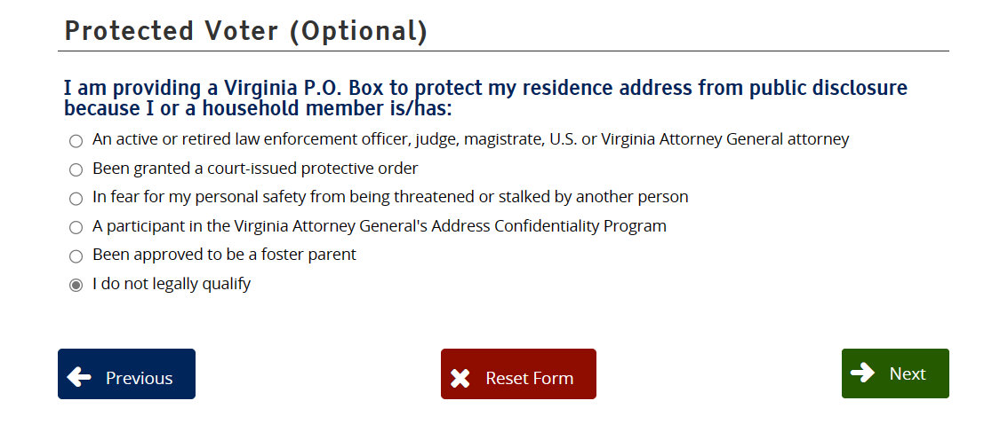 Protected Voter (Optional)
I am providing a Virginia P.O. Box to protect my residence address from public disclosure
because I or a household member is/has:
An active or retired law enforcement officer, judge, magistrate, U.S. or Virginia Attorney General attorney
Been granted a court-issued protective order
In fear for my personal safety from being threatened or stalked by another person
A participant in the Virginia Attorney General's Address Confidentiality Program
Been approved to be a foster parent
I do not legally qualify
Previous
Reset Form
Next